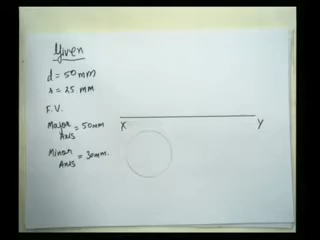 Given
d = 50mm
r = 25 mm
F.V.
Major Axis = 50mm
Minor Axis = 30mm.
X Y